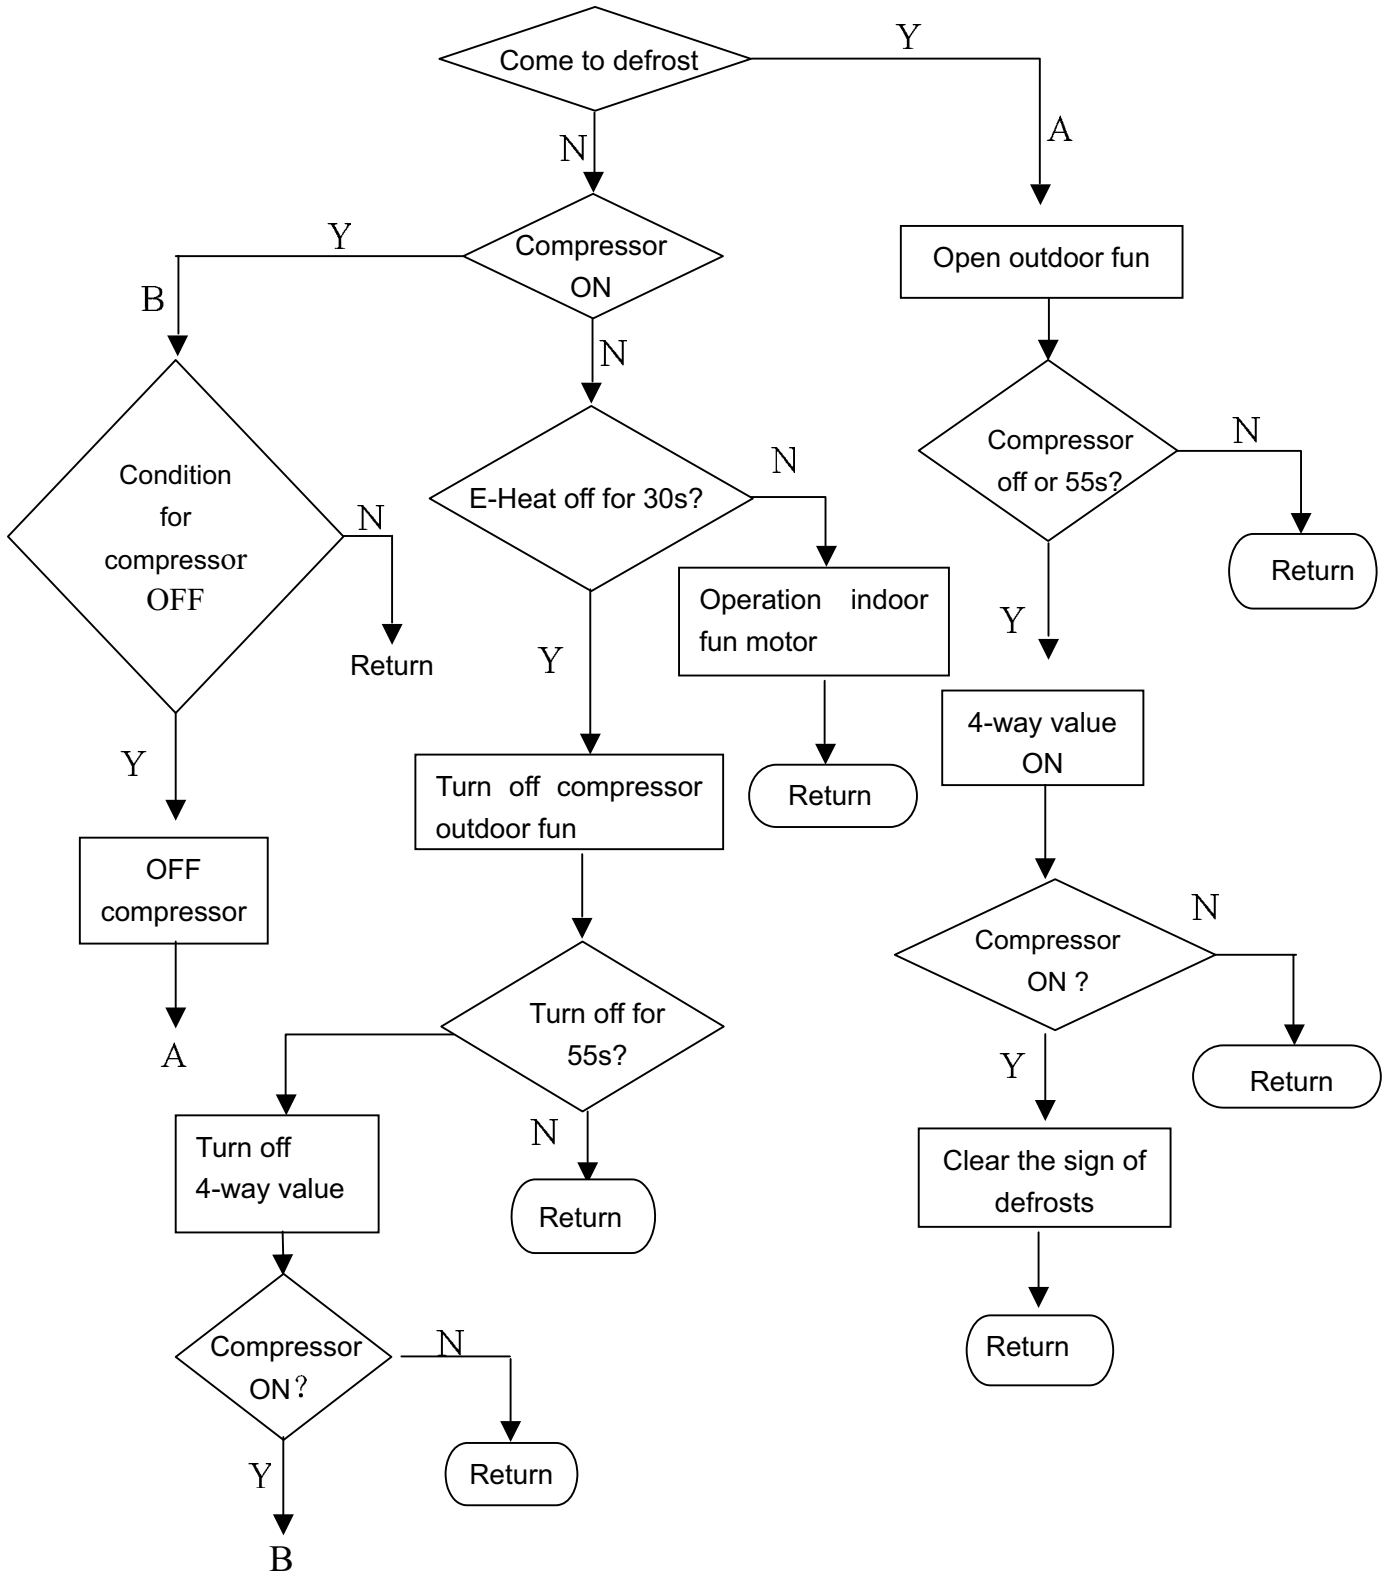 Come to defrost
Y
A
N
Compressor
ON
Y
B
N
Open outdoor fun
Compressor
off or 55s?
N
Return
Y
Condition
for
compressor
OFF
N
Return
Y
E-Heat off for 30s?
N
Operation indoor
fun motor
Return
Y
Turn off compressor
outdoor fun
4-way value
ON
OFF
compressor
A
Compressor
ON ?
N
Return
Y
Turn off for
55s?
N
Return
Turn off
4-way value
Clear the sign of
defrosts
Return
Compressor
ON?
N
Return
Y
B